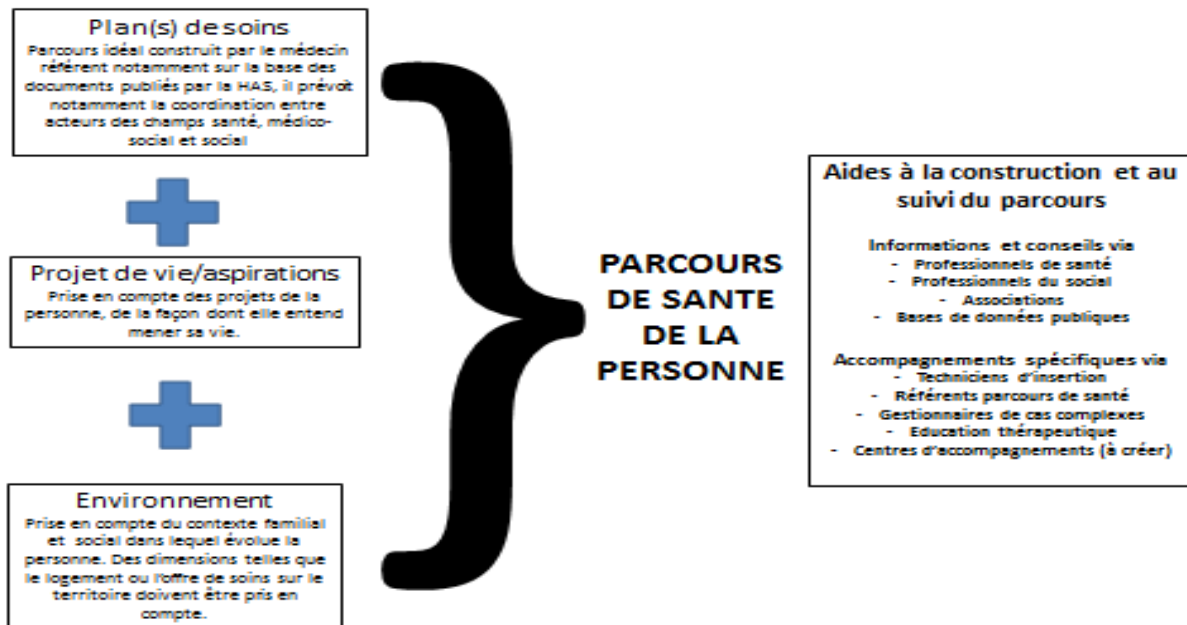 Plan(s) de soins
Parcours idéal construit par le médecin
référent notamment sur la base des
documents publiés par la HAS, il prévoit
notamment la coordination entre
acteurs des champs santé, médico-
social et social
Projet de vie/aspirations
Prise en compte des projets de la
personne, de la façon dont elle entend
mener sa vie.
Environnement
Prise en compte du contexte familial
et social dans lequel évolue la
personne. Des dimensions telles que
le logement ou l'offre de soins sur le
territoire doivent être pris en
compte.
PARCOURS
DE SANTE
DE LA
PERSONNE
Aides à la construction et au
suivi du parcours
Informations et conseils via
- Professionnels de santé
- Professionnels du social
- Associations
- Bases de données publiques
Accompagnements spécifiques via
- Techniciens d'insertion
- Référents parcours de santé
- Gestionnaires de cas complexes
- Education thérapeutique
- Centres d'accompagnements (à créer)